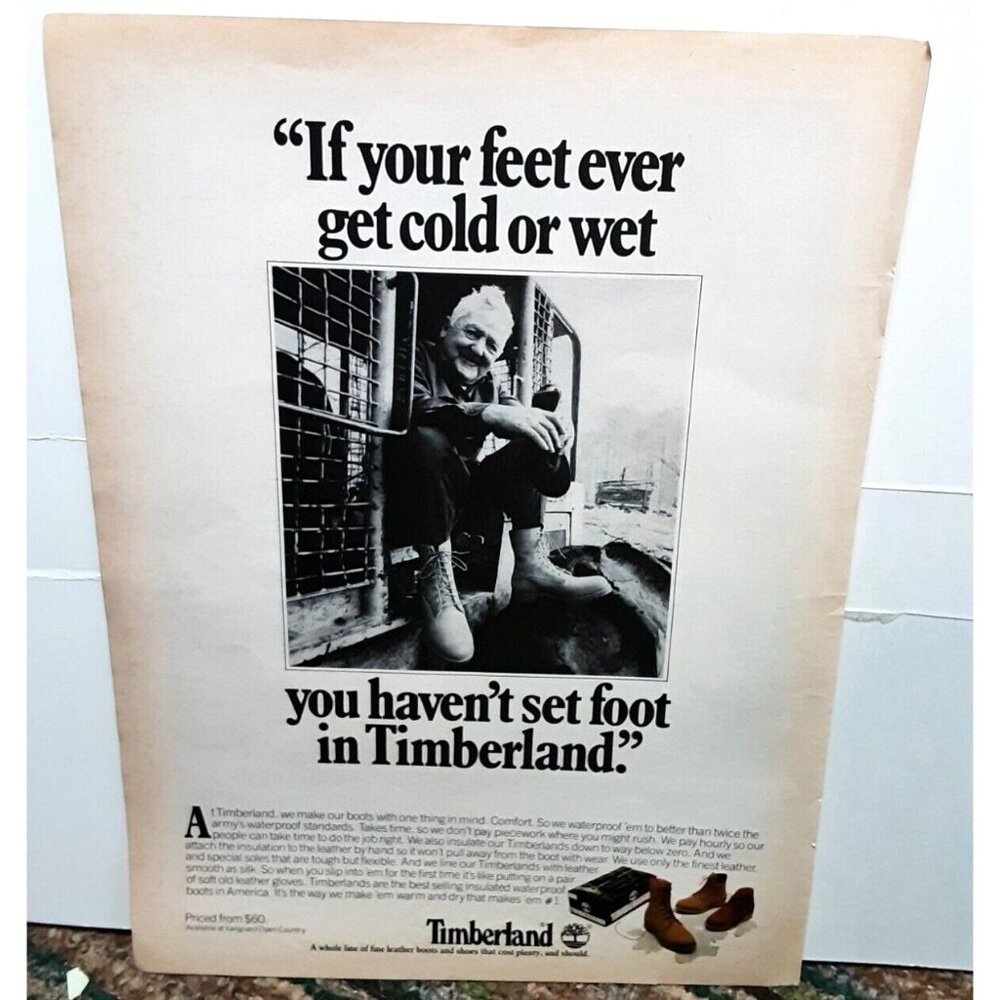 “If your feet ever
get cold or wet
you haven’t set foot
in Timberland.”
At Timberland, we make our boots with one thing in mind. Comfort. So we waterproof 'em to better than twice the
army's waterproof standards. Takes time, so we don't pay piecework where you might rush. We pay hourly so our
people can take time to do the job right. We also insulate our Timberlands down to way below zero. And we
attach the insulation to the leather by hand so it won't pull away from the boot with wear. We use only the finest leather,
and special soles that are tough but flexible. And we line our Timberlands with leather
smooth as silk. So when you slip into 'em for the first time it's like putting on a pair
of soft old leather gloves. Timberlands are the best selling insulated waterproof
boots in America. It's the way we make 'em warm and dry that makes 'em #1.
Priced from $60.
Available at Vanguard/Open Country
Timberland
A whole line of fine leather boots and shoes that cost plenty, and should.